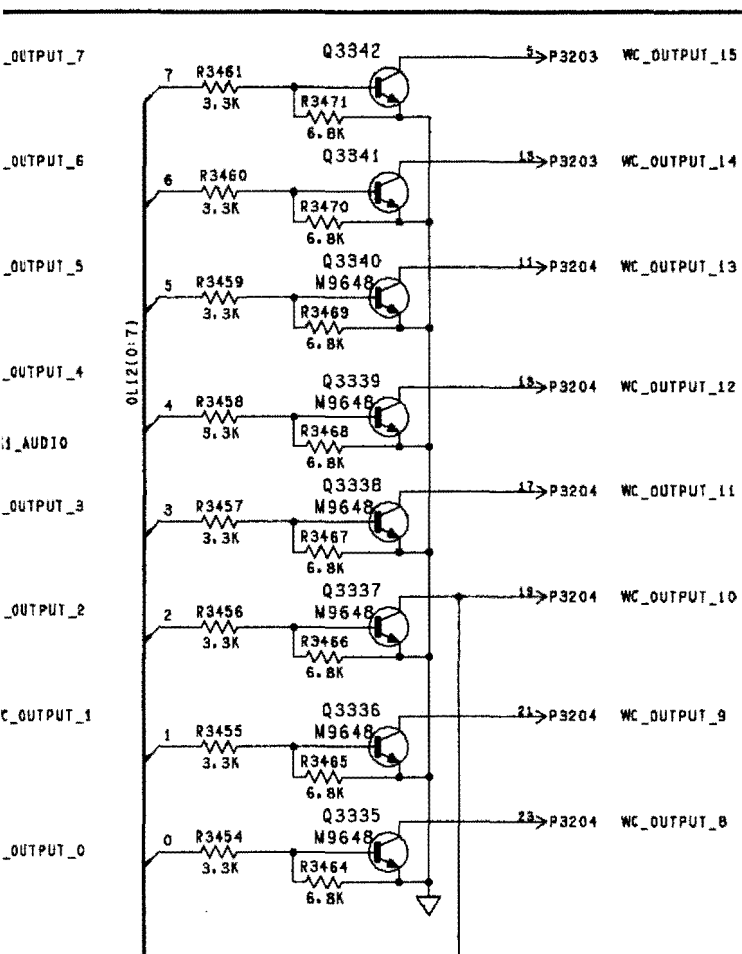 _OUTPUT_7
7
R3461
3.3K
Q3342
R3471
6.8K
5
P3203 WC_OUTPUT_15
_OUTPUT_6
6
R3460
3.3K
Q3341
R3470
6.8K
13
P3203 WC_OUTPUT_14
_OUTPUT_5
5
R3459
3.3K
Q3340
M9648
R3469
6.8K
11
P3204 WC_OUTPUT_13
OL12(0:7)
_OUTPUT_4
4
R3458
3.3K
Q3339
M9648
R3468
6.8K
P3204 WC_OUTPUT_12
_AUDIO
_OUTPUT_3
3
R3457
3.3K
Q3338
M9648
R3467
6.8K
17
P3204 WC_OUTPUT_11
_OUTPUT_2
2
R3456
3.3K
Q3337
M9648
R3466
6.8K
19
P3204 WC_OUTPUT_10
C_OUTPUT_1
1
R3455
3.3K
Q3336
M9648
R3465
6.8K
21
P3204 WC_OUTPUT_9
_OUTPUT_0
0
R3454
3.3K
Q3335
M9648
R3464
6.8K
23
P3204 WC_OUTPUT_8